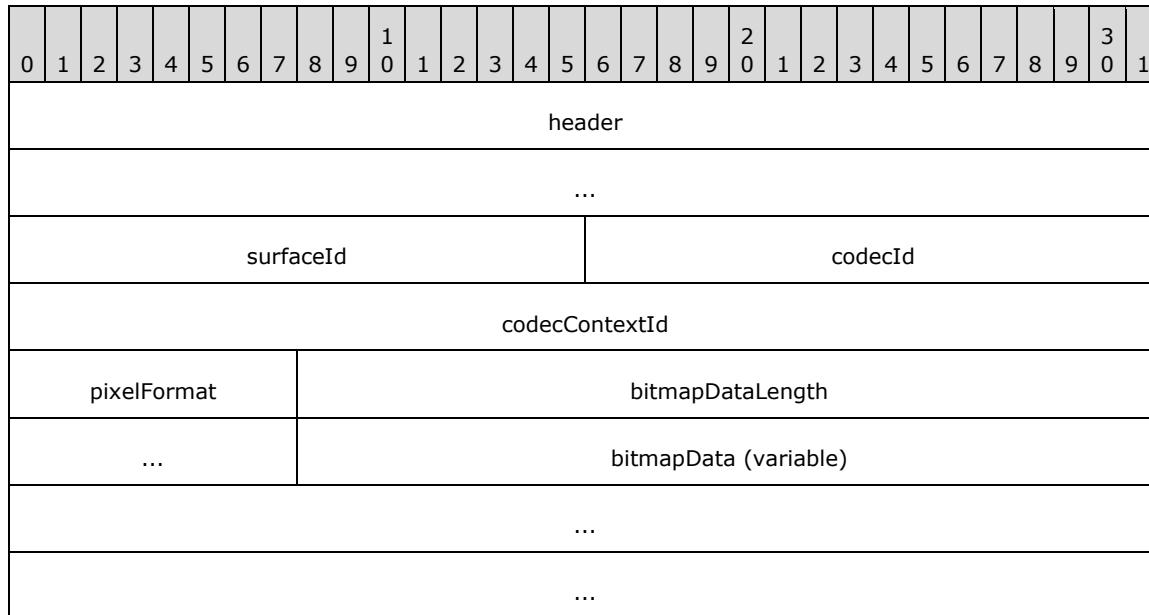 1 2 3
0 1 2 3 4 5 6 7 8 9 0 1 2 3 4 5 6 7 8 9 0 1 2 3 4 5 6 7 8 9 0 1
header
...
surfaceId codecId
codecContextId
pixelFormat bitmapDataLength
... bitmapData (variable)
...
...